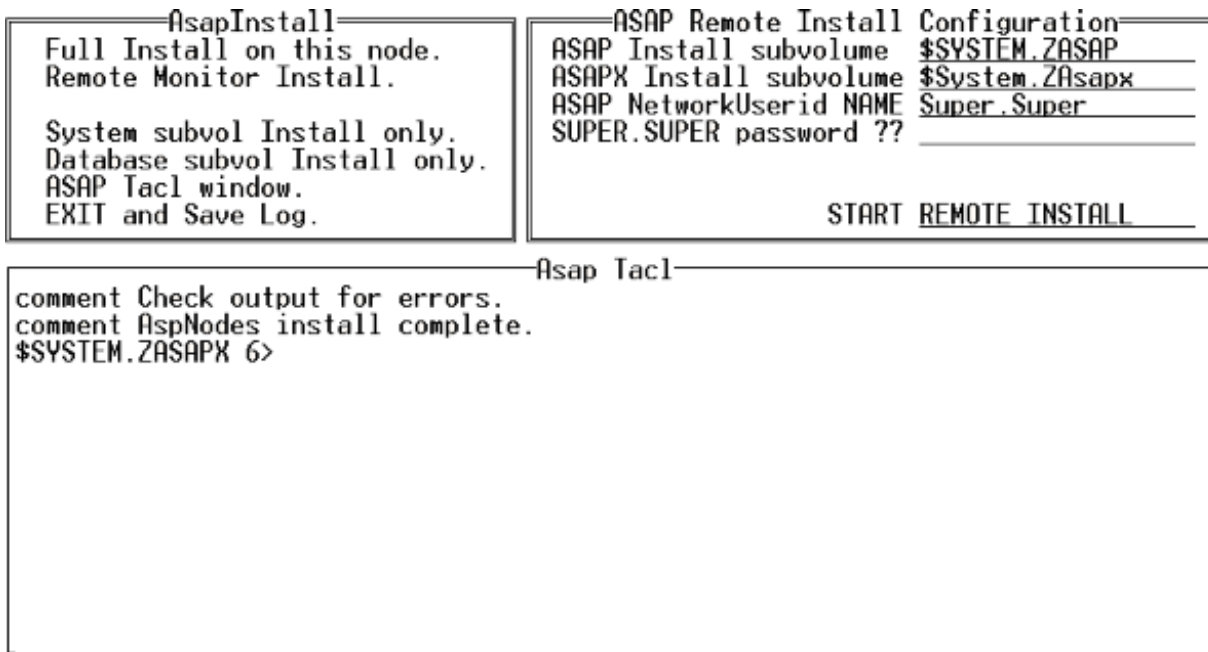 AsapInstall
Full Install on this node.
Remote Monitor Install.
System subvol Install only.
Database subvol Install only.
ASAP Tacl window.
EXIT and Save Log.
ASAP Remote Install Configuration
ASAP Install subvolume $SYSTEM.ZASAP
ASAPX Install subvolume $System.ZAsapx
ASAP NetworkUserid NAME Super.Super
SUPER.SUPER password ??
START REMOTE INSTALL
Asap Tacl
comment Check output for errors.
comment AspNodes install complete.
$SYSTEM.ZASAPX 6>